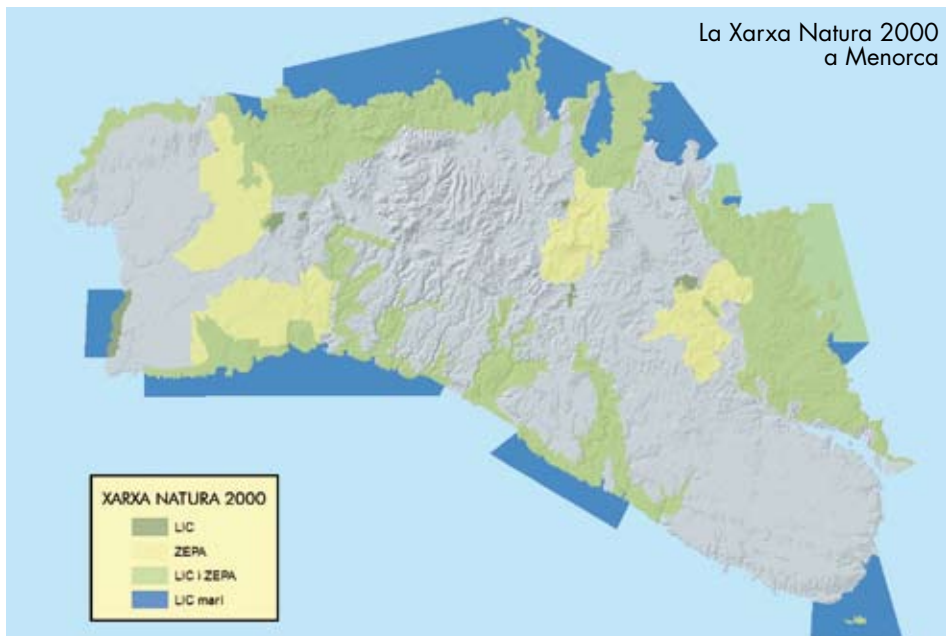 La Xarxa Natura 2000
a Menorca
XARXA NATURA 2000
LIC
ZEPA
LIC i ZEPA
LIC marí